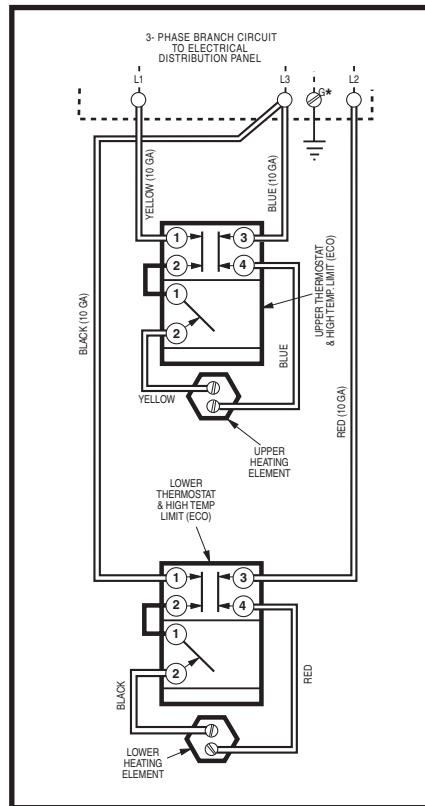 3- PHASE BRANCH CIRCUIT
TO ELECTRICAL
DISTRIBUTION PANEL
L1
L3
G*
L2
YELLOW (10 GA)
BLUE (10 GA)
1
3
2
4
1
2
UPPER THERMOSTAT
& HIGH TEMP. LIMIT (ECO)
BLACK (10 GA)
BLUE
RED (10 GA)
YELLOW
UPPER
HEATING
ELEMENT
LOWER
THERMOSTAT
& HIGH TEMP
LIMIT (ECO)
1
3
2
4
1
2
BLACK
RED
LOWER
HEATING
ELEMENT